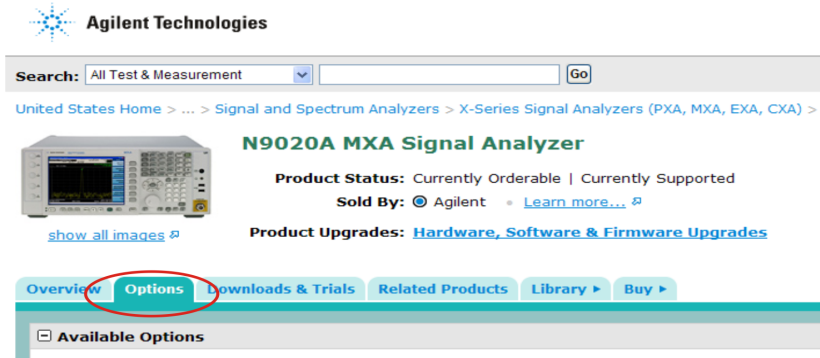 Agilent Technologies
Search: All Test & Measurement Go
United States Home > ... > Signal and Spectrum Analyzers > X-Series Signal Analyzers (PXA, MXA, EXA, CXA) >
N9020A MXA Signal Analyzer
Product Status: Currently Orderable | Currently Supported
Sold By: Agilent • Learn more...
show all images
Product Upgrades: Hardware, Software & Firmware Upgrades
Overview Options Downloads & Trials Related Products Library Buy
Available Options